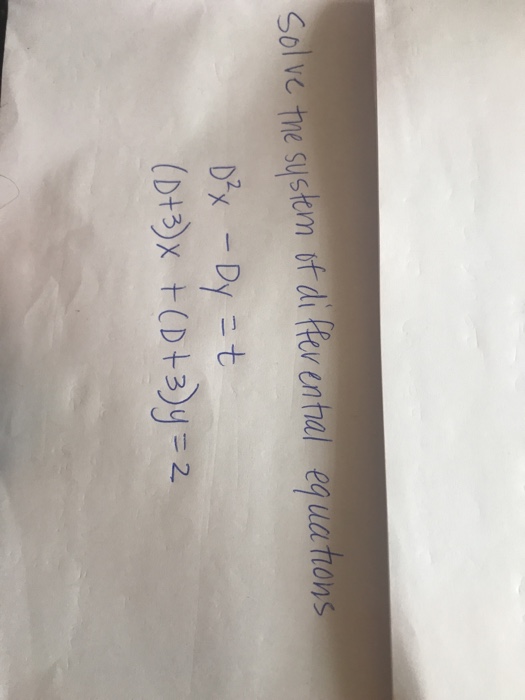 Solve the system of differential equations
D²x - Dy = t
(D+3)x + (D+3)y = 2